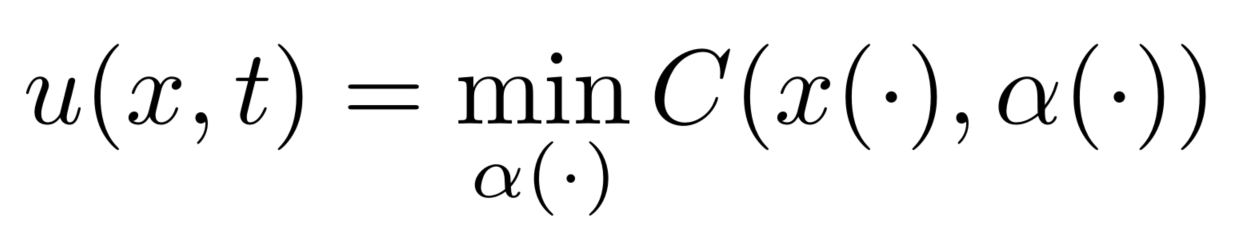 u(x, t) = min C(x(·), α(·))
α(·)